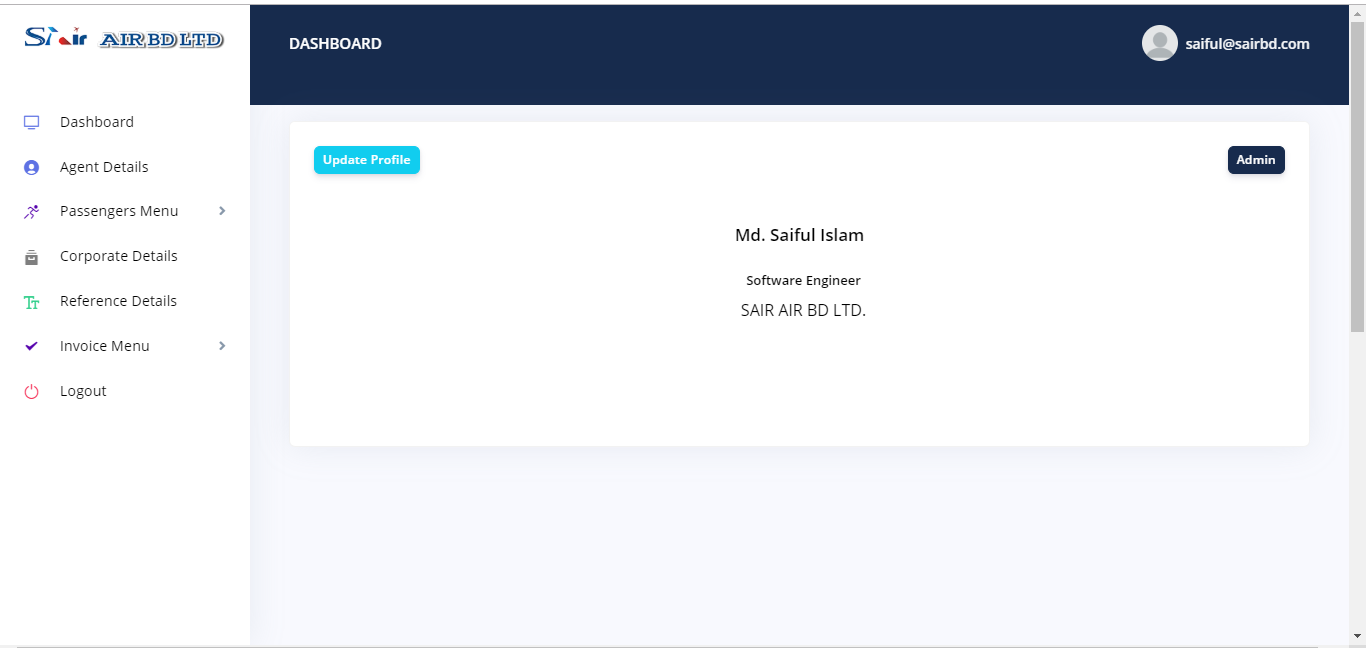 Sair AIR BD LTD
DASHBOARD
saiful@sairbd.com
Dashboard
Agent Details
Passengers Menu
Corporate Details
Reference Details
Invoice Menu
Logout
Update Profile
Admin
Md. Saiful Islam
Software Engineer
SAIR AIR BD LTD.